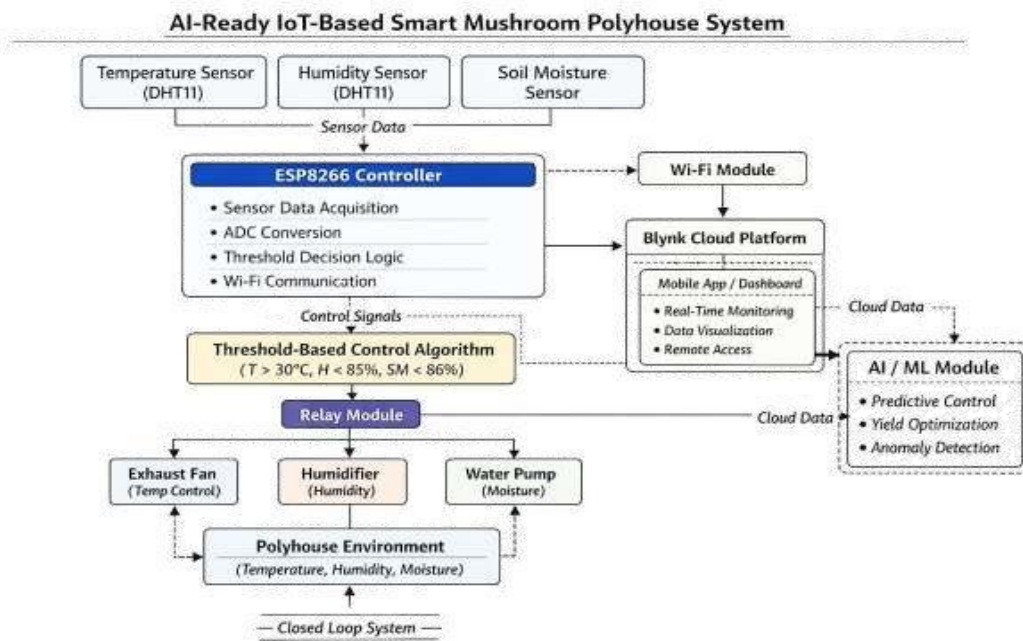 AI-Ready IoT-Based Smart Mushroom Polyhouse System
Temperature Sensor
(DHT11)
Humidity Sensor
(DHT11)
Soil Moisture
Sensor
Sensor Data
ESP8266 Controller
• Sensor Data Acquisition
• ADC Conversion
• Threshold Decision Logic
• Wi-Fi Communication
Wi-Fi Module
Blynk Cloud Platform
Mobile App / Dashboard
• Real-Time Monitoring
• Data Visualization
• Remote Access
Cloud Data
Control Signals
Threshold-Based Control Algorithm
(T > 30°C, H < 85%, SM < 86%)
AI / ML Module
• Predictive Control
• Yield Optimization
• Anomaly Detection
Relay Module
Cloud Data
Exhaust Fan
(Temp Control)
Humidifier
(Humidity)
Water Pump
(Moisture)
Polyhouse Environment
(Temperature, Humidity, Moisture)
Closed Loop System